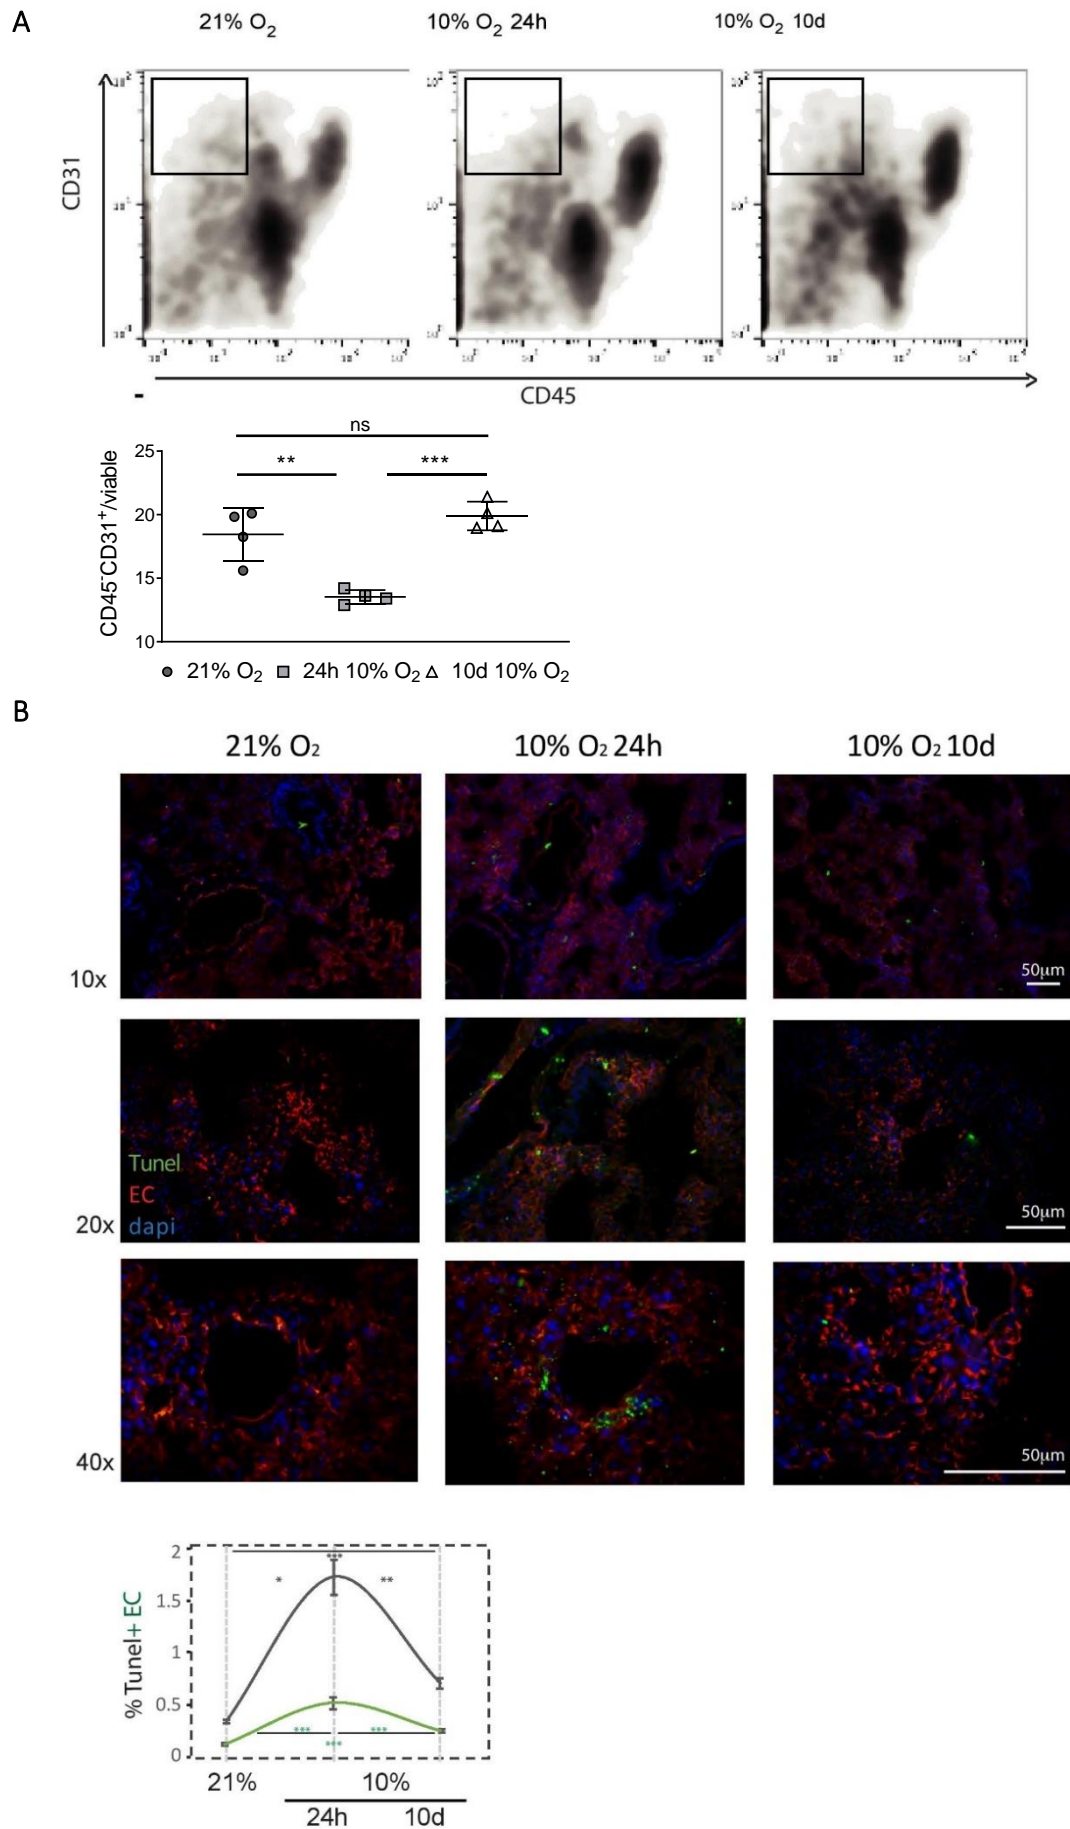 A
21% O2
10% O2 24h
10% O2 10d
CD31
-
CD45
ns
**
***
CD45-CD31+/viable
25
20
15
10
21% O2
24h 10% O2
10d 10% O2
B
21% O2
10% O2 24h
10% O2 10d
10x
50µm
Tunel
EC
dapi
20x
50µm
40x
50µm
% Tunel+ EC
2
1.5
1
0.5
0
***
*
**
***
***
***
21%
10%
24h
10d